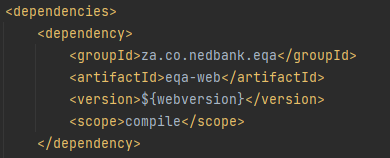 <dependencies>
<dependency>
<groupId>za.co.nedbank.eqa</groupId>
<artifactId>eqa-web</artifactId>
<version>${webversion}</version>
<scope>compile</scope>
</dependency>